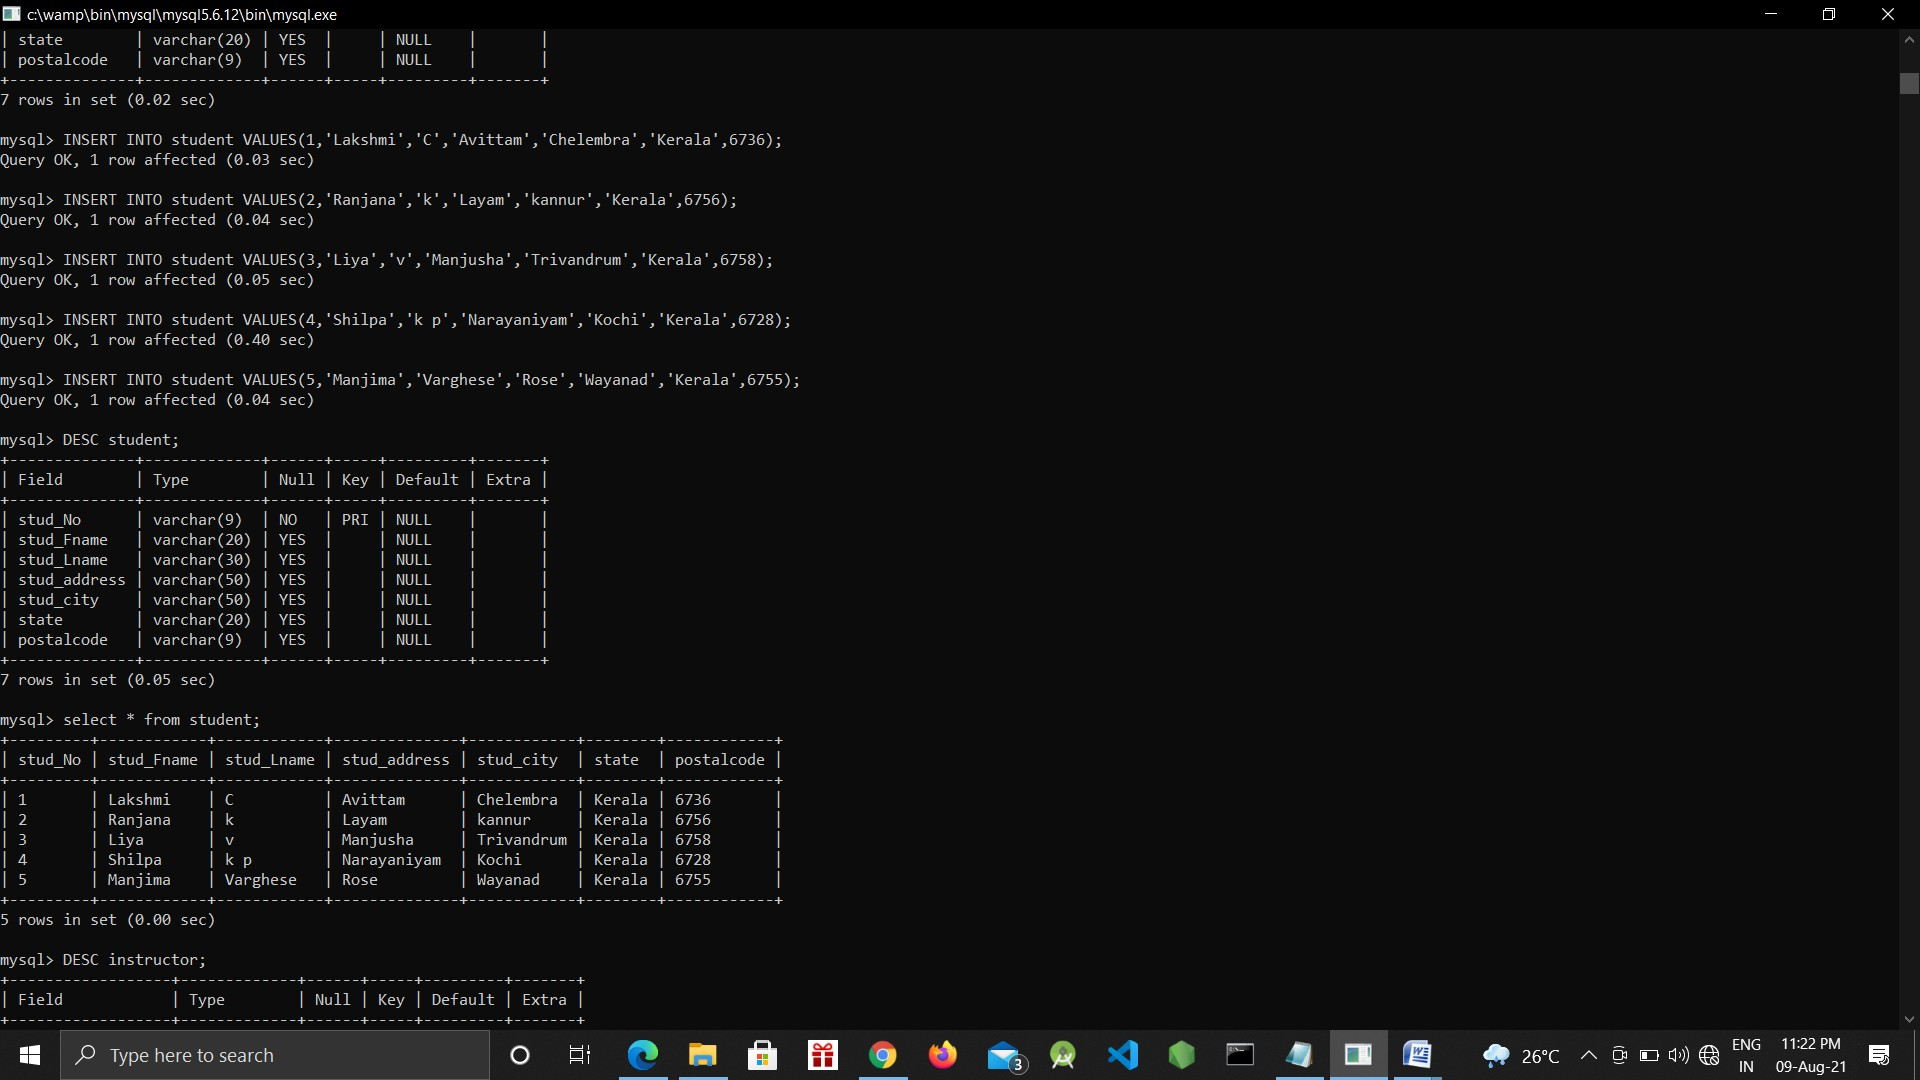 c:\wamp\bin\mysql\mysql5.6.12\bin\mysql.exe
| state        | varchar(20) | YES  |     | NULL    |       |
| postalcode   | varchar(9)  | YES  |     | NULL    |       |
+--------------+-------------+------+-----+---------+-------+
7 rows in set (0.02 sec)
mysql> INSERT INTO student VALUES(1,'Lakshmi','C','Avittam','Chelembra','Kerala',6736);
Query OK, 1 row affected (0.03 sec)
mysql> INSERT INTO student VALUES(2,'Ranjana','k','Layam','kannur','Kerala',6756);
Query OK, 1 row affected (0.04 sec)
mysql> INSERT INTO student VALUES(3,'Liya','v','Manjusha','Trivandrum','Kerala',6758);
Query OK, 1 row affected (0.05 sec)
mysql> INSERT INTO student VALUES(4,'Shilpa','k p','Narayaniyam','Kochi','Kerala',6728);
Query OK, 1 row affected (0.40 sec)
mysql> INSERT INTO student VALUES(5,'Manjima','Varghese','Rose','Wayanad','Kerala',6755);
Query OK, 1 row affected (0.04 sec)
mysql> DESC student;
+--------------+-------------+------+-----+---------+-------+
| Field        | Type        | Null | Key | Default | Extra |
+--------------+-------------+------+-----+---------+-------+
| stud_No      | varchar(9)  | NO   | PRI | NULL    |       |
| stud_Fname   | varchar(20) | YES  |     | NULL    |       |
| stud_Lname   | varchar(30) | YES  |     | NULL    |       |
| stud_address | varchar(50) | YES  |     | NULL    |       |
| stud_city    | varchar(50) | YES  |     | NULL    |       |
| state        | varchar(20) | YES  |     | NULL    |       |
| postalcode   | varchar(9)  | YES  |     | NULL    |       |
+--------------+-------------+------+-----+---------+-------+
7 rows in set (0.05 sec)
mysql> select * from student;
+---------+------------+------------+--------------+------------+--------+------------+
| stud_No | stud_Fname | stud_Lname | stud_address | stud_city  | state  | postalcode |
+---------+------------+------------+--------------+------------+--------+------------+
| 1       | Lakshmi    | C          | Avittam      | Chelembra  | Kerala | 6736       |
| 2       | Ranjana    | k          | Layam        | kannur     | Kerala | 6756       |
| 3       | Liya       | v          | Manjusha     | Trivandrum | Kerala | 6758       |
| 4       | Shilpa     | k p        | Narayaniyam  | Kochi      | Kerala | 6728       |
| 5       | Manjima    | Varghese   | Rose         | Wayanad    | Kerala | 6755       |
+---------+------------+------------+--------------+------------+--------+------------+
5 rows in set (0.00 sec)
mysql> DESC instructor;
+------------------+------------+------+-----+---------+-------+
| Field            | Type       | Null | Key | Default | Extra |
+------------------+------------+------+-----+---------+-------+
Type here to search
3
26°C
ENG
IN
11:22 PM
09-Aug-21